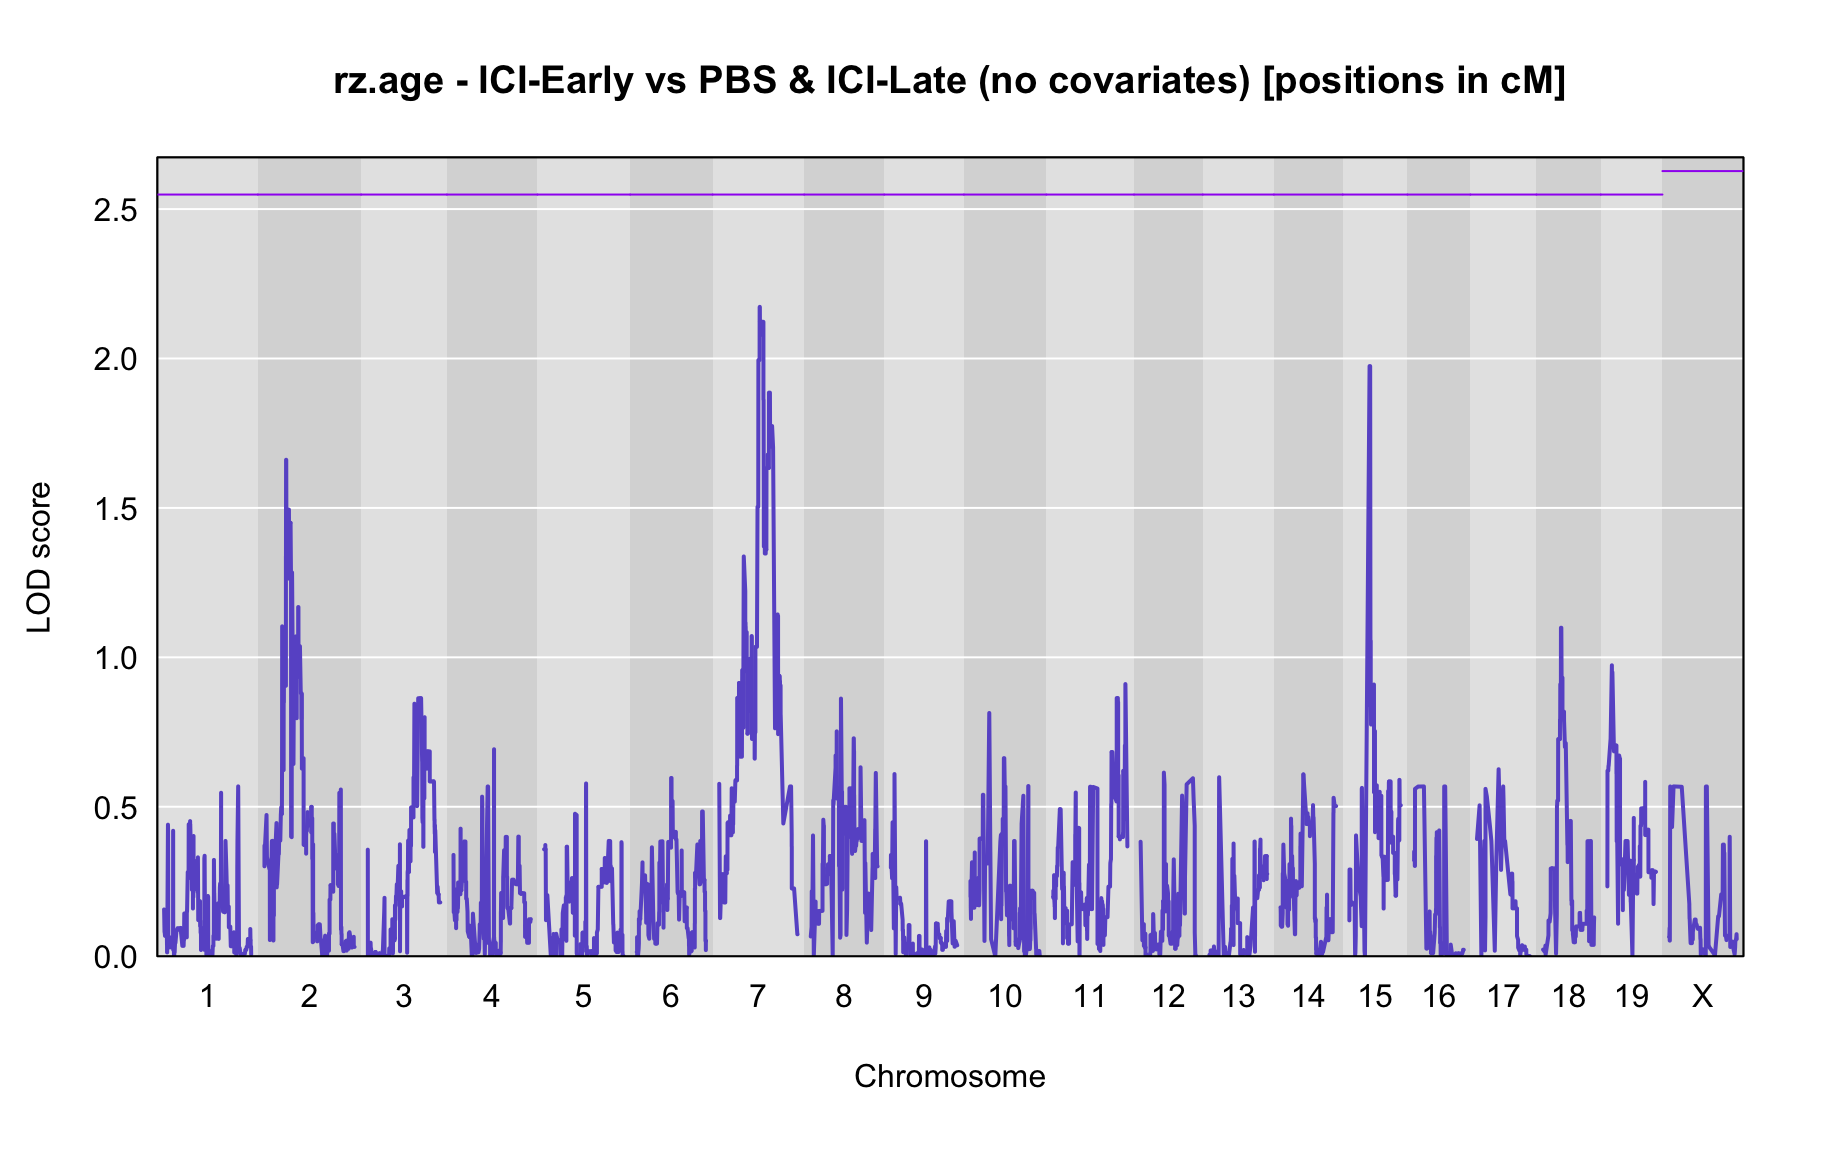 rz.age - ICI-Early vs PBS & ICI-Late (no covariates) [positions in cM]
LOD score
2.5
2.0
1.5
1.0
0.5
0.0
1 2 3 4 5 6 7 8 9 10 11 12 13 14 15 16 17 18 19 X
Chromosome